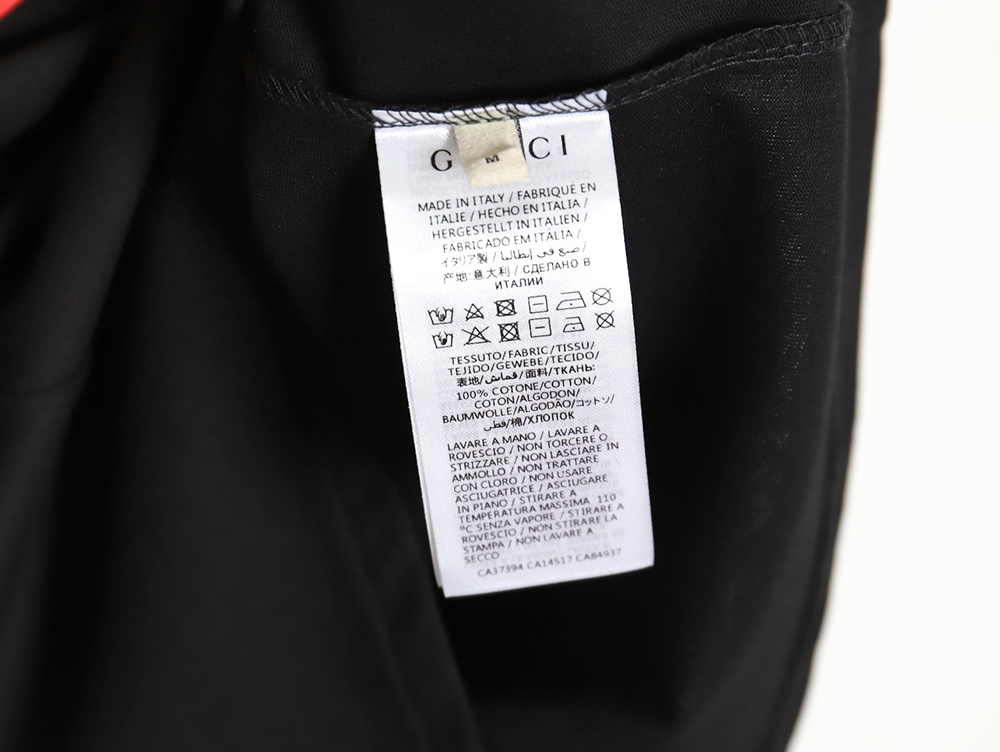 G CI
M
MADE IN ITALY / FABRIQUÉ EN
ITALIE / HECHO EN ITALIA /
HERGESTELLT IN ITALIEN /
FABRICADO EM ITÁLIA /
イタリア製 / صنع في إيطاليا /
产地:意大利 / СДЕЛАНО В
ИТАЛИИ
TESSUTO/FABRIC/TISSU/
TEJIDO/GEWEBE/TECIDO/
表地/قماش/面料/ТКАНЬ:
100% COTONE/COTTON/
COTON/ALGODON/
BAUMWOLLE/ALGODÃO/コットン/
قطن/棉/ХЛОПОК
LAVARE A MANO / LAVARE A
ROVESCIO / NON TORCERE O
STRIZZARE / NON LASCIARE IN
AMMOLLO / NON TRATTARE
CON CLORO / NON USARE
ASCIUGATRICE / ASCIUGARE
IN PIANO / STIRARE A
TEMPERATURA MASSIMA 110
ºC SENZA VAPORE / STIRARE A
ROVESCIO / NON STIRARE LA
STAMPA / NON LAVARE A
SECCO
CA37394 CA14517 CA84937